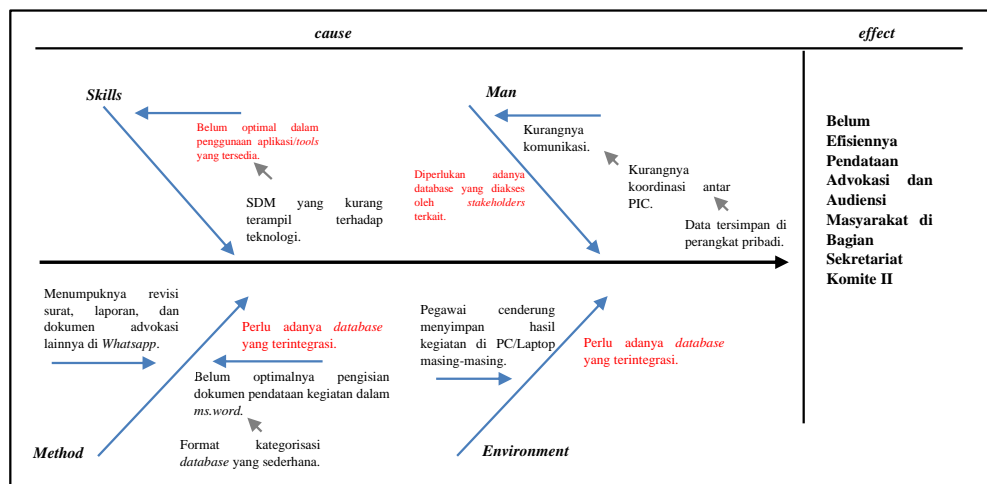 cause
effect
Skills
Belum optimal dalam
penggunaan aplikasi/tools
yang tersedia.
SDM yang kurang
terampil terhadap
teknologi.
Man
Kurangnya
komunikasi.
Kurangnya
koordinasi antar
PIC.
Data tersimpan di
perangkat pribadi.
Diperlukan adanya
database yang diakses
oleh stakeholders
terkait.
Belum
Efisiennya
Pendataan
Advokasi dan
Audiensi
Masyarakat di
Bagian
Sekretariat
Komite II
Menumpuknya revisi
surat, laporan, dan
dokumen advokasi
lainnya di Whatsapp.
Perlu adanya database
yang terintegrasi.
Belum optimalnya pengisian
dokumen pendataan kegiatan dalam
ms.word.
Format kategorisasi
database yang sederhana.
Method
Pegawai cenderung
menyimpan hasil
kegiatan di PC/Laptop
masing-masing.
Perlu adanya database
yang terintegrasi.
Environment